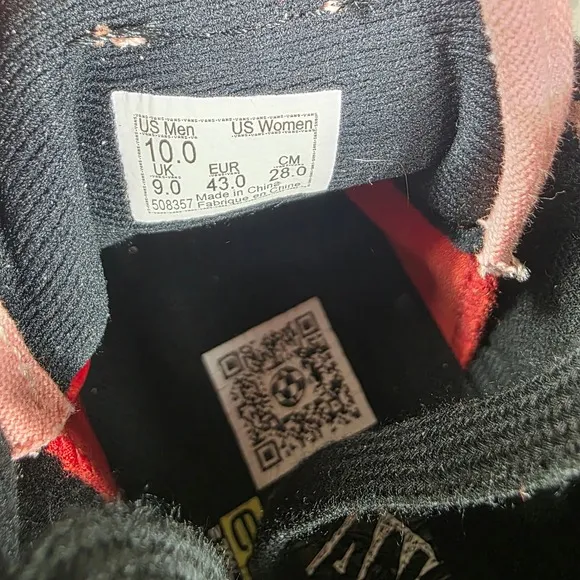 US Men US Women
10.0
UK EUR CM
9.0 43.0 28.0
508357 Made in China
Fabrique en Chine